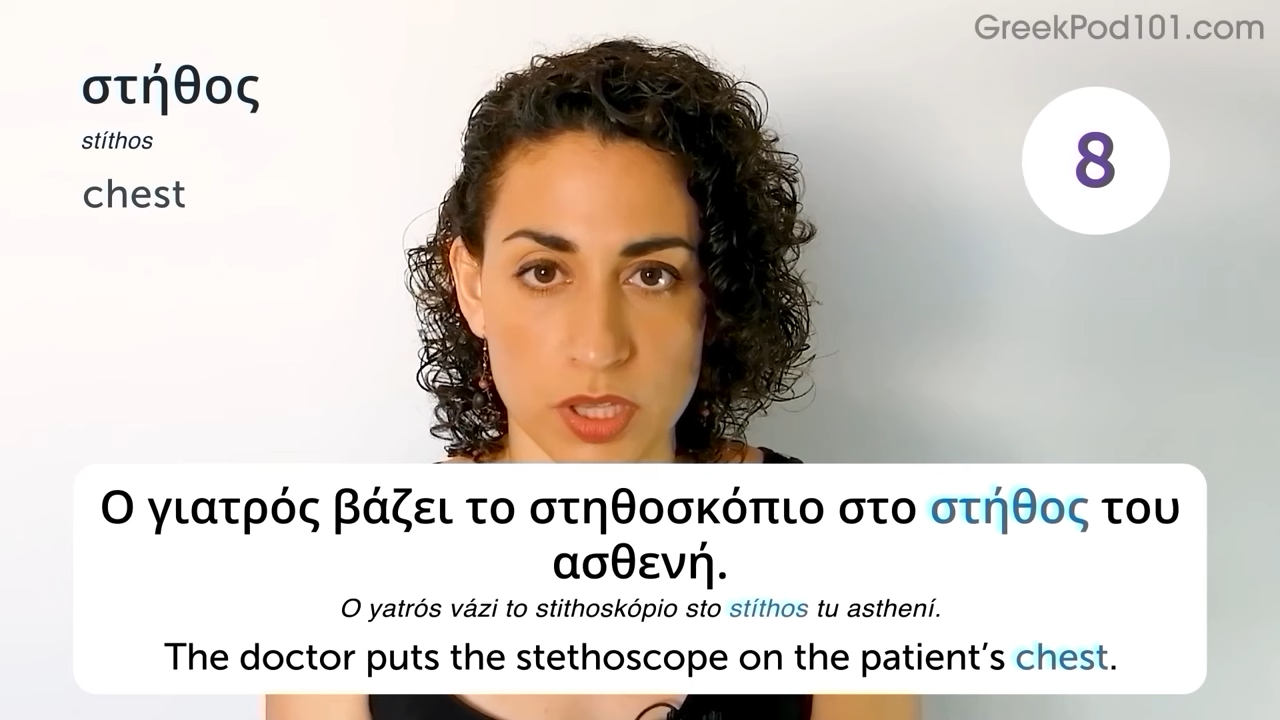 GreekPod101.com
στήθος
stíthos
chest
8
Ο γιατρός βάζει το στηθοσκόπιο στο στήθος του
ασθενή.
O yatrós vázi to stithoskópio sto stíthos tu asthení.
The doctor puts the stethoscope on the patient's chest.